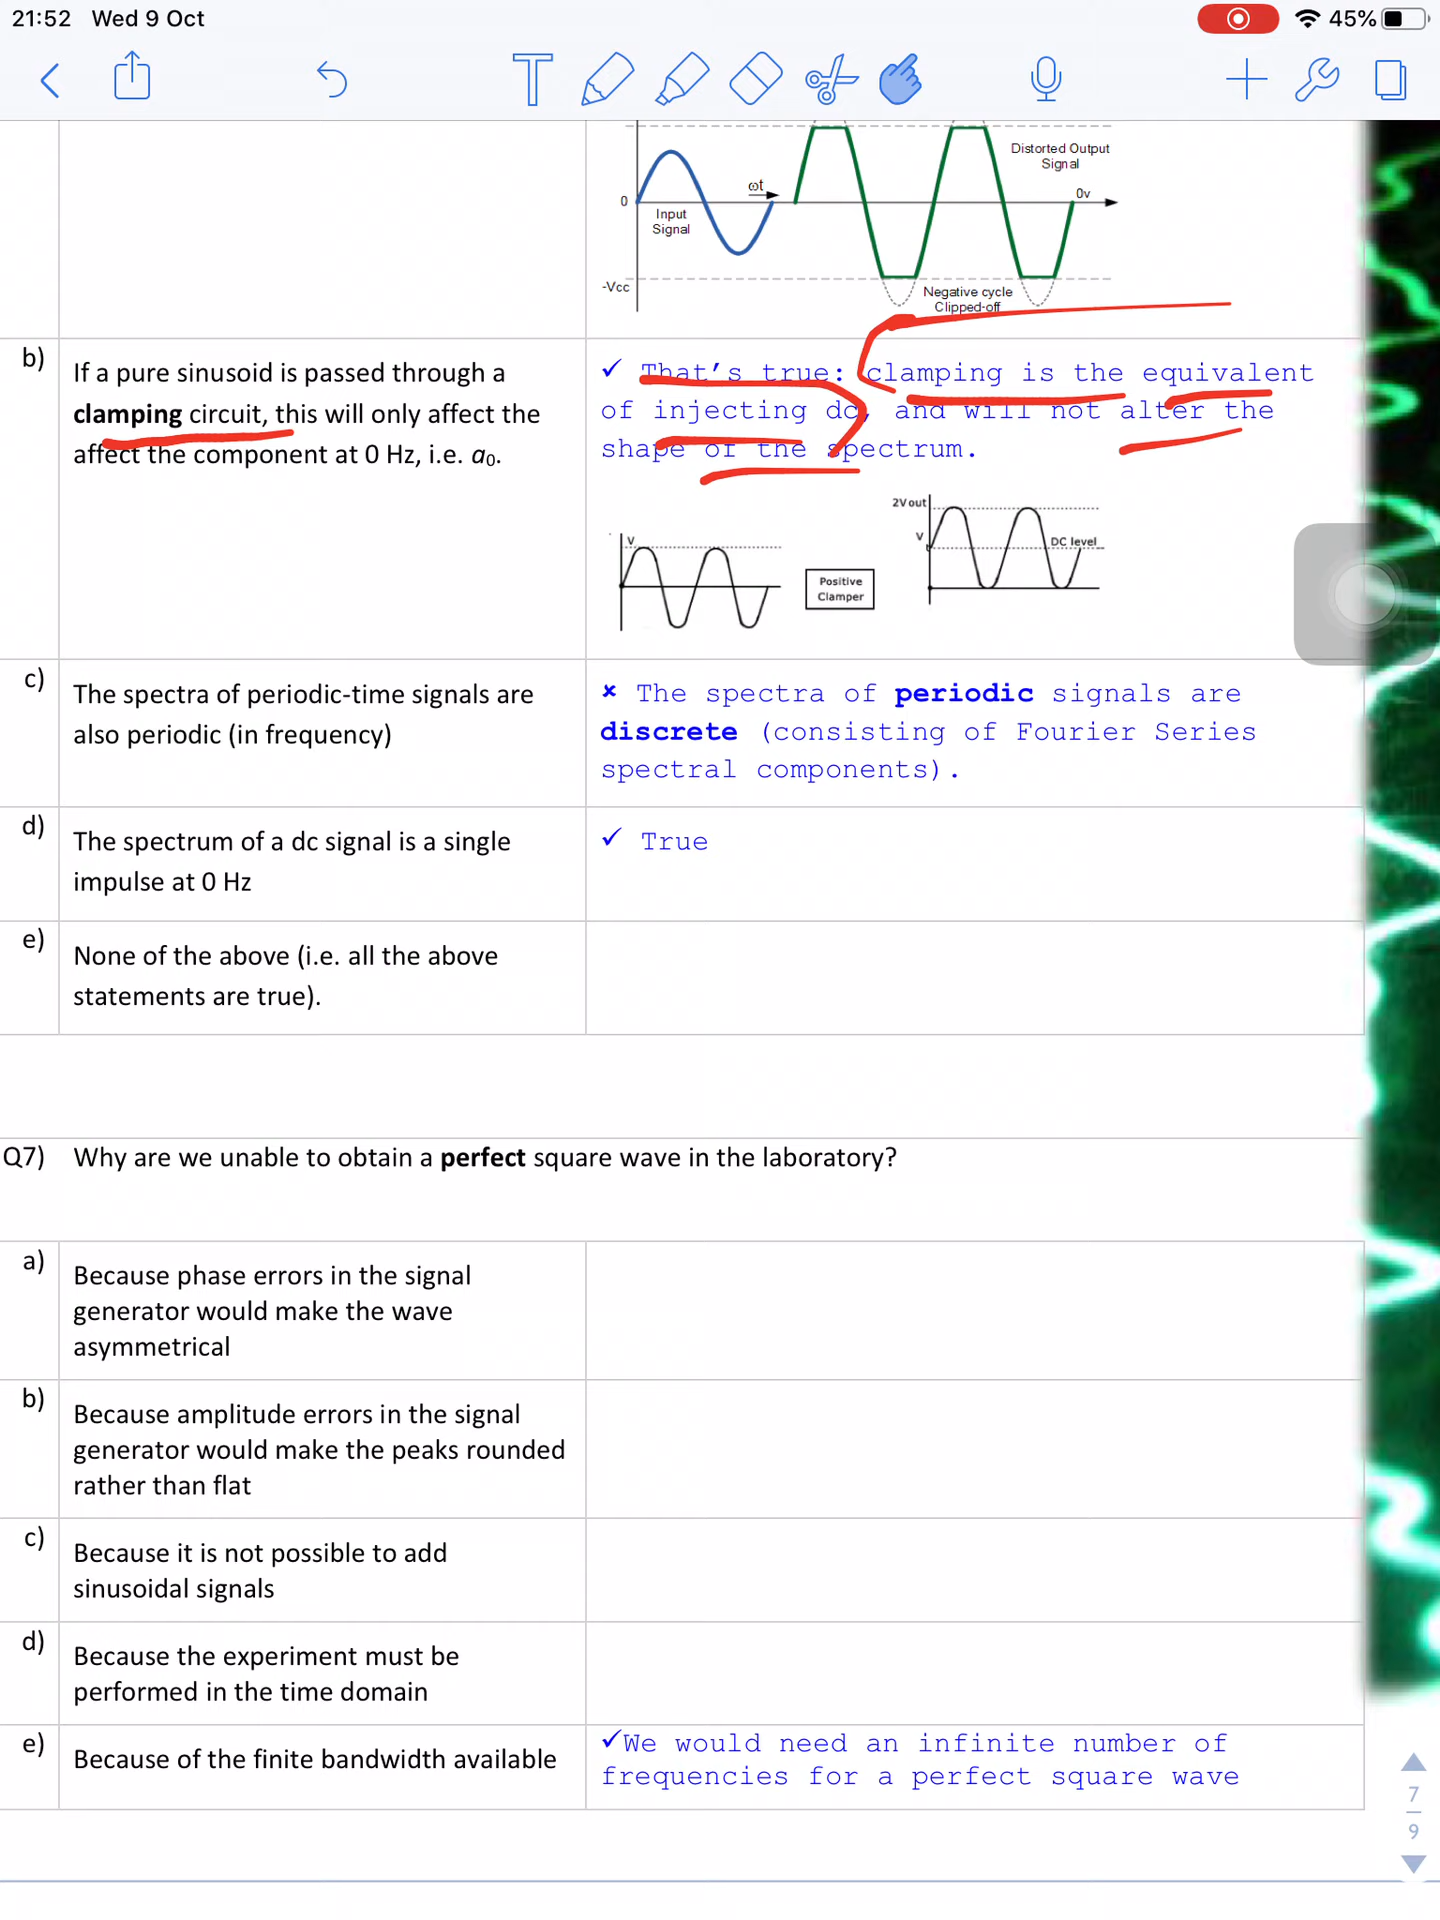 21:52 Wed 9 Oct
45%
T
Distorted Output
Signal
ωt
0v
0
Input
Signal
-Vcc
Negative cycle
Clipped-off
b)
If a pure sinusoid is passed through a
clamping circuit, this will only affect the
affect the component at 0 Hz, i.e. a0.
✓ That's true: clamping is the equivalent
of injecting dc, and will not alter the
shape of the spectrum.
V
Positive
Clamper
2Vout
V
DC level
c)
The spectra of periodic-time signals are
also periodic (in frequency)
× The spectra of periodic signals are
discrete (consisting of Fourier Series
spectral components).
d)
The spectrum of a dc signal is a single
impulse at 0 Hz
✓ True
e)
None of the above (i.e. all the above
statements are true).
Q7) Why are we unable to obtain a perfect square wave in the laboratory?
a)
Because phase errors in the signal
generator would make the wave
asymmetrical
b)
Because amplitude errors in the signal
generator would make the peaks rounded
rather than flat
c)
Because it is not possible to add
sinusoidal signals
d)
Because the experiment must be
performed in the time domain
e)
Because of the finite bandwidth available
✓We would need an infinite number of
frequencies for a perfect square wave
7
9